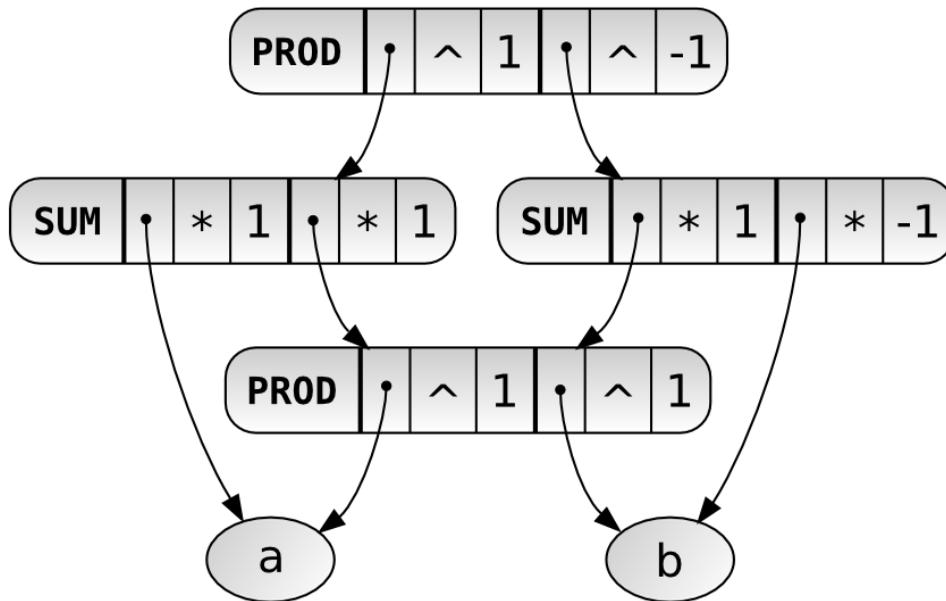 PROD ^ 1 ^ -1
SUM * 1 * 1
SUM * 1 * -1
PROD ^ 1 ^ 1
a
b